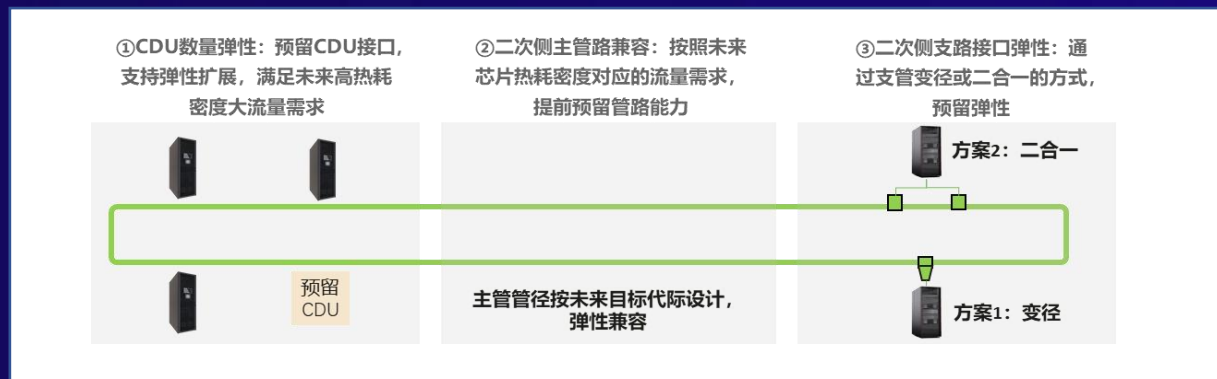 ①CDU数量弹性：预留CDU接口，
支持弹性扩展，满足未来高热耗
密度大流量需求
②二次侧主管路兼容：按照未来
芯片热耗密度对应的流量需求，
提前预留管路能力
③二次侧支路接口弹性：通
过支管变径或二合一的方式，
预留弹性
方案2：二合一
预留
CDU
主管管径按未来目标代际设计，
弹性兼容
方案1：变径